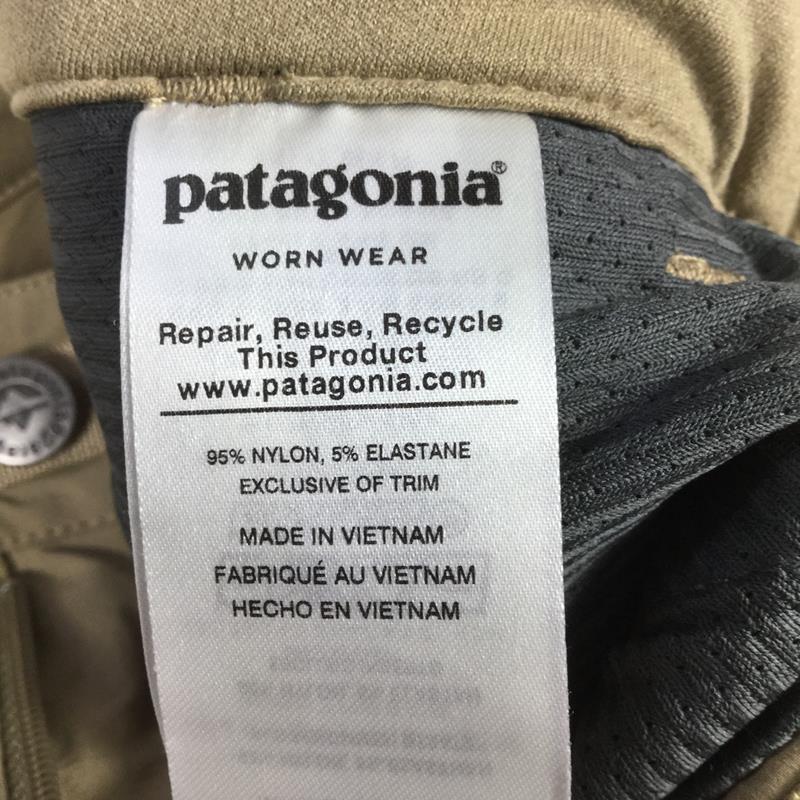 patagonia®
WORN WEAR
Repair, Reuse, Recycle
This Product
www.patagonia.com
95% NYLON, 5% ELASTANE
EXCLUSIVE OF TRIM
MADE IN VIETNAM
FABRIQUÉ AU VIETNAM
HECHO EN VIETNAM